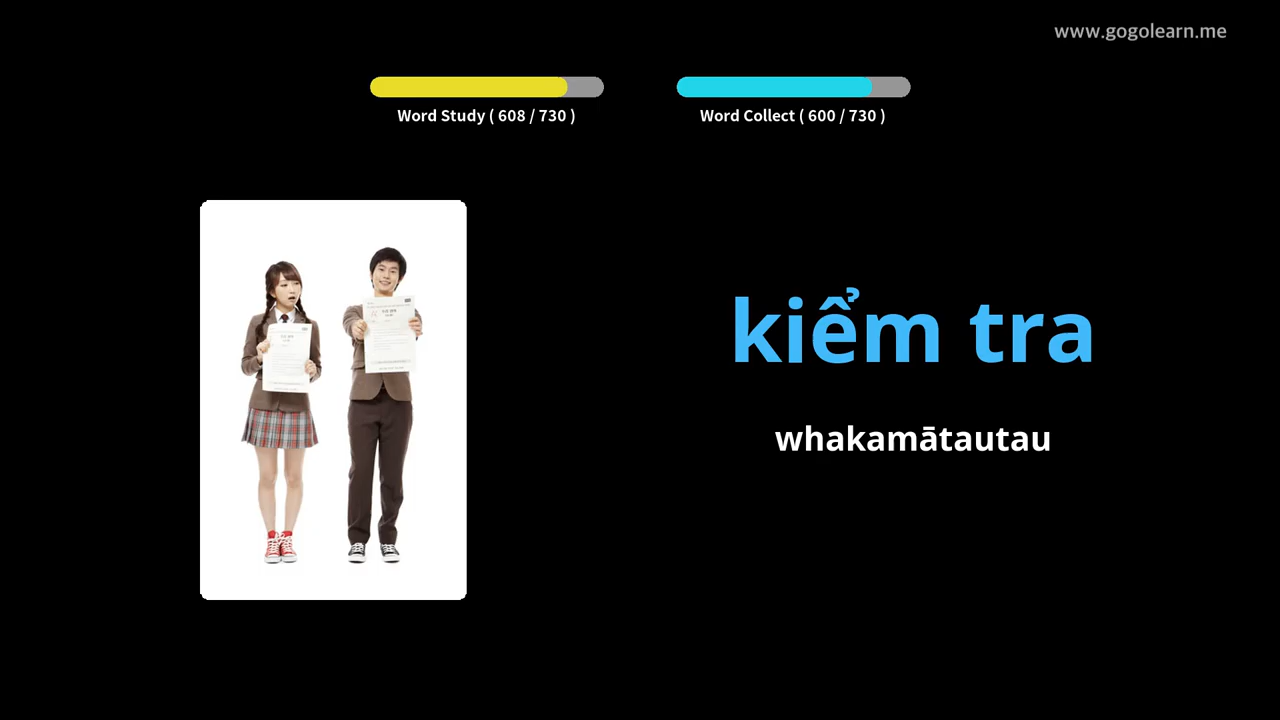 www.gogolearn.me
Word Study ( 608 / 730 )
Word Collect ( 600 / 730 )
kiểm tra
whakamātautau